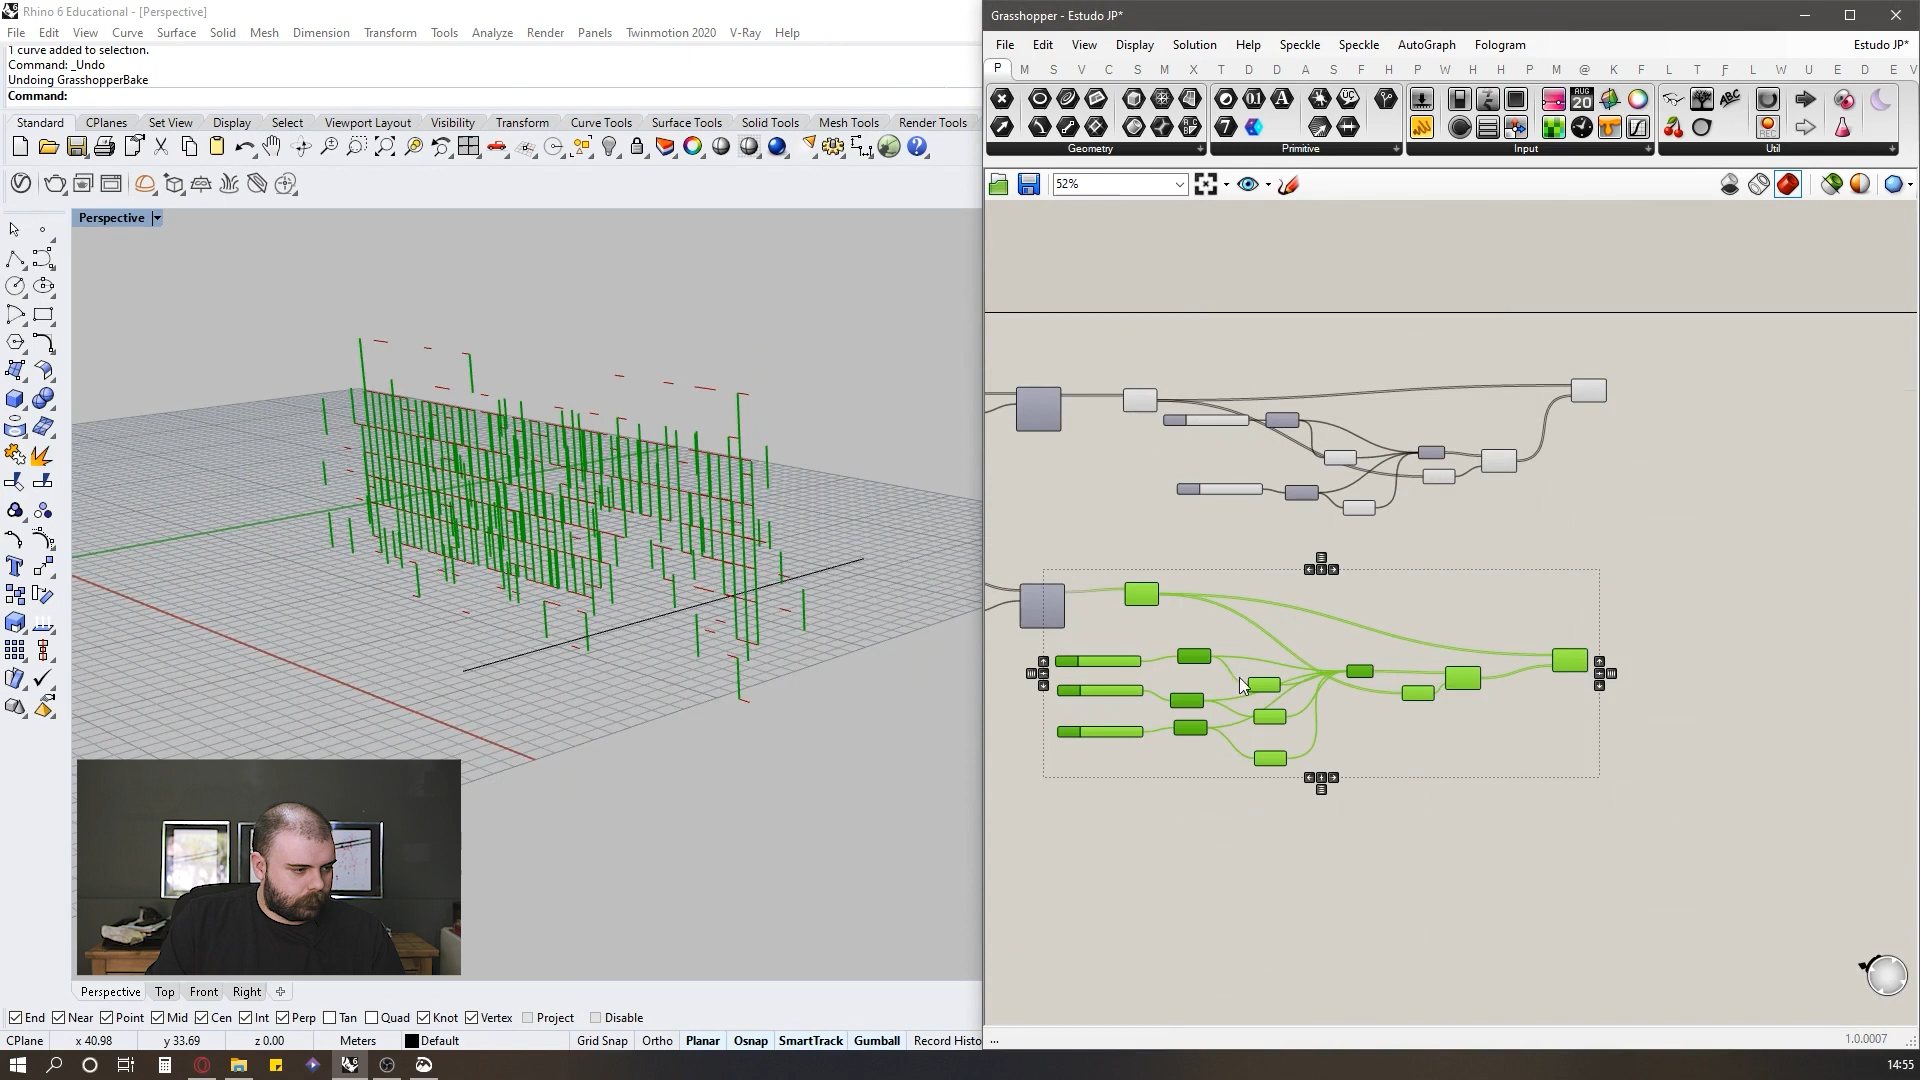 Rhino 6 Educational - [Perspective]
File Edit View Curve Surface Solid Mesh Dimension Transform Tools Analyze Render Panels Twinmotion 2020 V-Ray Help
1 curve added to selection.
Command: _Undo
Undoing GrasshopperBake
Command:
Standard CPlanes Set View Display Select Viewport Layout Visibility Transform Curve Tools Surface Tools Solid Tools Mesh Tools Render Tools
Perspective
Perspective Top Front Right
End Near Point Mid Cen Int Perp Tan Quad Knot Vertex Project Disable
CPlane x 40.98 y 33.69 z 0.00 Meters Default Grid Snap Ortho Planar Osnap SmartTrack Gumball Record Histo
Grasshopper - Estudo JP*
File Edit View Display Solution Help Speckle Speckle AutoGraph Fologram Estudo JP*
P M S V C S M X T D D A S F H P W H H P M @ K F L T F L W U E D E V
Geometry Primitive Input Util
52%
... 1.0.0007
14:55